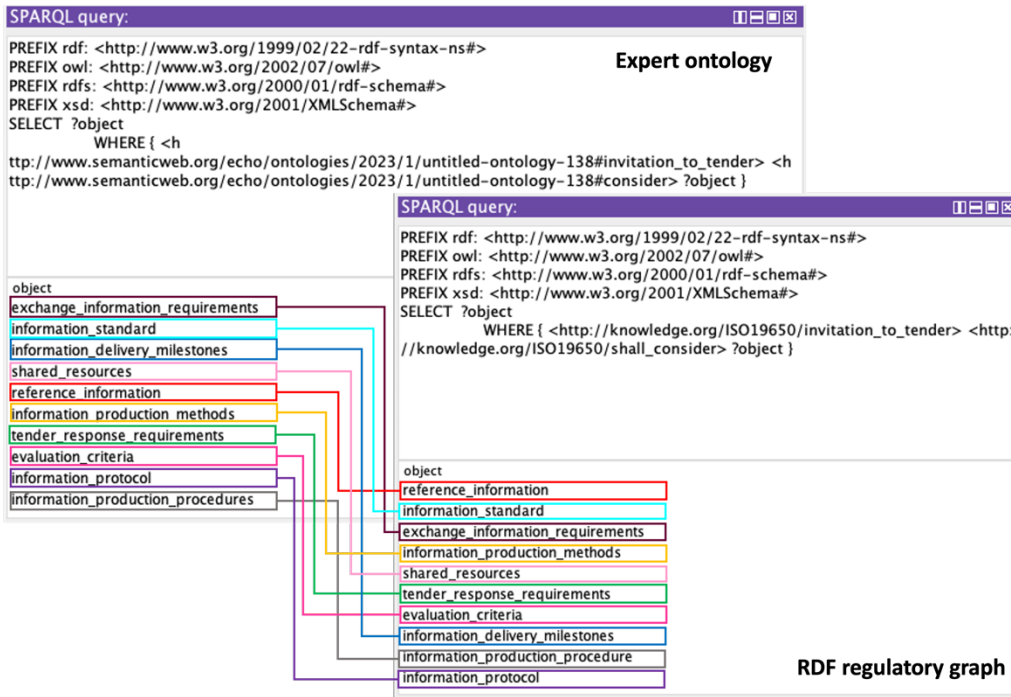 SPARQL query:
PREFIX rdf: <http://www.w3.org/1999/02/22-rdf-syntax-ns#>
PREFIX owl: <http://www.w3.org/2002/07/owl#>
PREFIX rdfs: <http://www.w3.org/2000/01/rdf-schema#>
PREFIX xsd: <http://www.w3.org/2001/XMLSchema#>
SELECT ?object
WHERE { <h
ttp://www.semanticweb.org/echo/ontologies/2023/1/untitled-ontology-138#invitation_to_tender> <h
ttp://www.semanticweb.org/echo/ontologies/2023/1/untitled-ontology-138#consider> ?object }
Expert ontology
object
exchange_information_requirements
information_standard
information_delivery_milestones
shared_resources
reference_information
information_production_methods
tender_response_requirements
evaluation_criteria
information_protocol
information_production_procedures
SPARQL query:
PREFIX rdf: <http://www.w3.org/1999/02/22-rdf-syntax-ns#>
PREFIX owl: <http://www.w3.org/2002/07/owl#>
PREFIX rdfs: <http://www.w3.org/2000/01/rdf-schema#>
PREFIX xsd: <http://www.w3.org/2001/XMLSchema#>
SELECT ?object
WHERE { <http://knowledge.org/ISO19650/invitation_to_tender> <http:
//knowledge.org/ISO19650/shall_consider> ?object }
object
reference_information
information_standard
exchange_information_requirements
information_production_methods
shared_resources
tender_response_requirements
evaluation_criteria
information_delivery_milestones
information_production_procedure
information_protocol
RDF regulatory graph